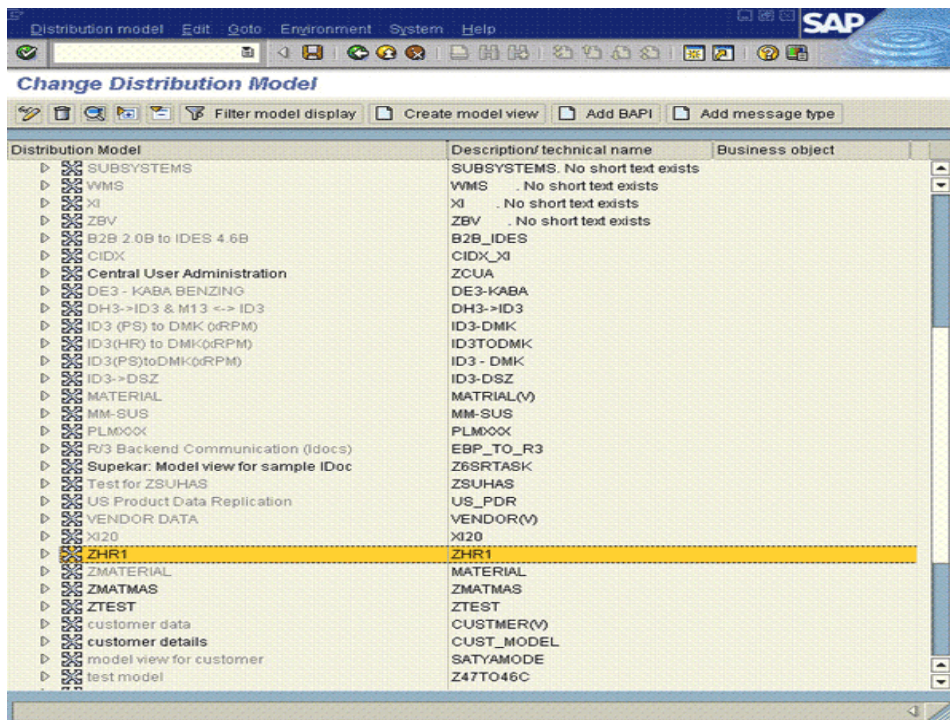 Distribution model Edit Goto Environment System Help
SAP
Change Distribution Model
Filter model display Create model view Add BAPI Add message type
Distribution Model Description/ technical name Business object
SUBSYSTEMS SUBSYSTEMS. No short text exists
WMS WMS . No short text exists
XI XI . No short text exists
ZBV ZBV . No short text exists
B2B 2.0B to IDES 4.6B B2B_IDES
CIDX CIDX_XI
Central User Administration ZCUA
DE3 - KABA BENZING DE3-KABA
DH3->ID3 & M13 <-> ID3 DH3->ID3
ID3 (PS) to DMK (xRPM) ID3-DMK
ID3(HR) to DMK(xRPM) ID3TODMK
ID3(PS)toDMK(xRPM) ID3 - DMK
ID3->DSZ ID3-DSZ
MATERIAL MATRIAL(V)
MM-SUS MM-SUS
PLMXXX PLMXXX
R/3 Backend Communication (Idocs) EBP_TO_R3
Supekar: Model view for sample IDoc Z6SRTASK
Test for ZSUHAS ZSUHAS
US Product Data Replication US_PDR
VENDOR DATA VENDOR(V)
XI20 XI20
ZHR1 ZHR1
ZMATERIAL MATERIAL
ZMATMAS ZMATMAS
ZTEST ZTEST
customer data CUSTMER(V)
customer details CUST_MODEL
model view for customer SATYAMODE
test model Z47TO46C